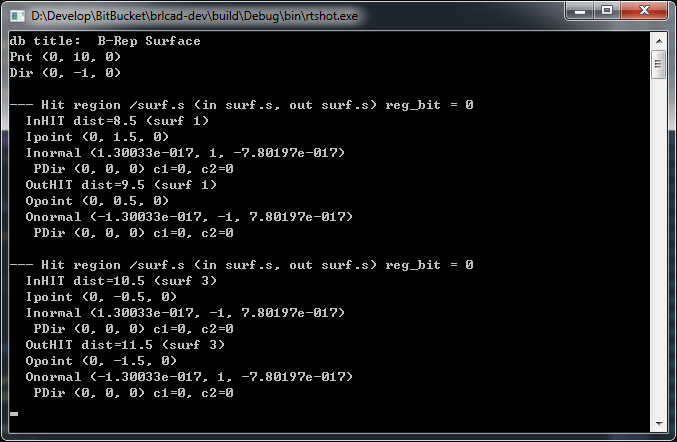 D:\Develop\BitBucket\brlcad-dev\build\Debug\bin\rtshot.exe
db title:  B-Rep Surface
Pnt (0, 10, 0)
Dir (0, -1, 0)
--- Hit region /surf.s (in surf.s, out surf.s) reg_bit = 0
  InHIT dist=8.5 (surf 1)
  Ipoint (0, 1.5, 0)
  Inormal (1.30033e-017, 1, -7.80197e-017)
   PDir (0, 0, 0) c1=0, c2=0
  OutHIT dist=9.5 (surf 1)
  Opoint (0, 0.5, 0)
  Onormal (-1.30033e-017, -1, 7.80197e-017)
   PDir (0, 0, 0) c1=0, c2=0
--- Hit region /surf.s (in surf.s, out surf.s) reg_bit = 0
  InHIT dist=10.5 (surf 3)
  Ipoint (0, -0.5, 0)
  Inormal (1.30033e-017, -1, 7.80197e-017)
   PDir (0, 0, 0) c1=0, c2=0
  OutHIT dist=11.5 (surf 3)
  Opoint (0, -1.5, 0)
  Onormal (-1.30033e-017, 1, -7.80197e-017)
   PDir (0, 0, 0) c1=0, c2=0